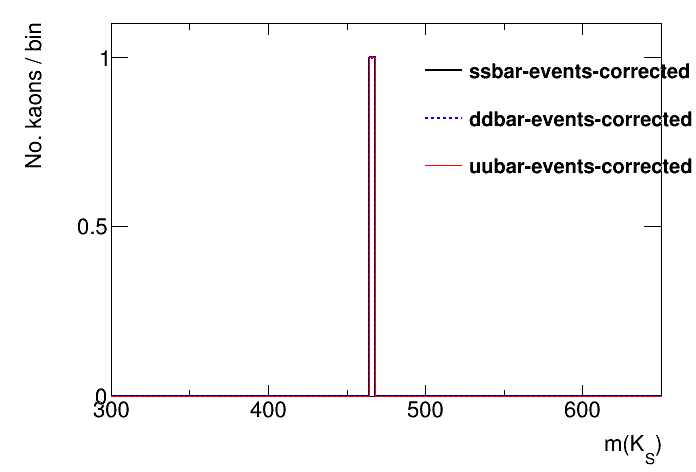 No. kaons / bin
1
0.5
0
300
400
500
600
m(K_S)
ssbar-events-corrected
ddbar-events-corrected
uubar-events-corrected